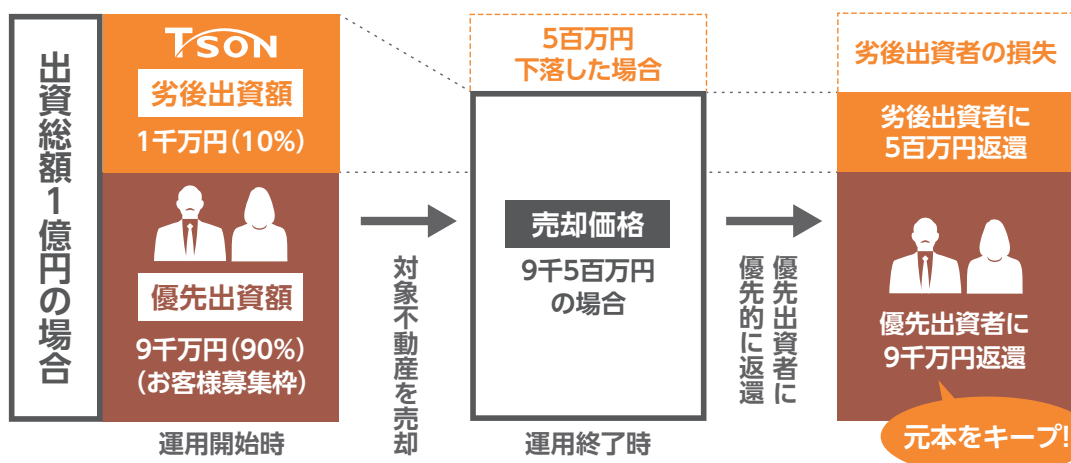 出資総額1億円の場合
TSON
劣後出資額
1千万円(10%)
優先出資額
9千万円(90%)
(お客様募集枠)
運用開始時
対象不動産を売却
5百万円
下落した場合
売却価格
9千5百万円
の場合
運用終了時
優先出資者に
優先的に返還
劣後出資者の損失
劣後出資者に
5百万円返還
優先出資者に
9千万円返還
元本をキープ!